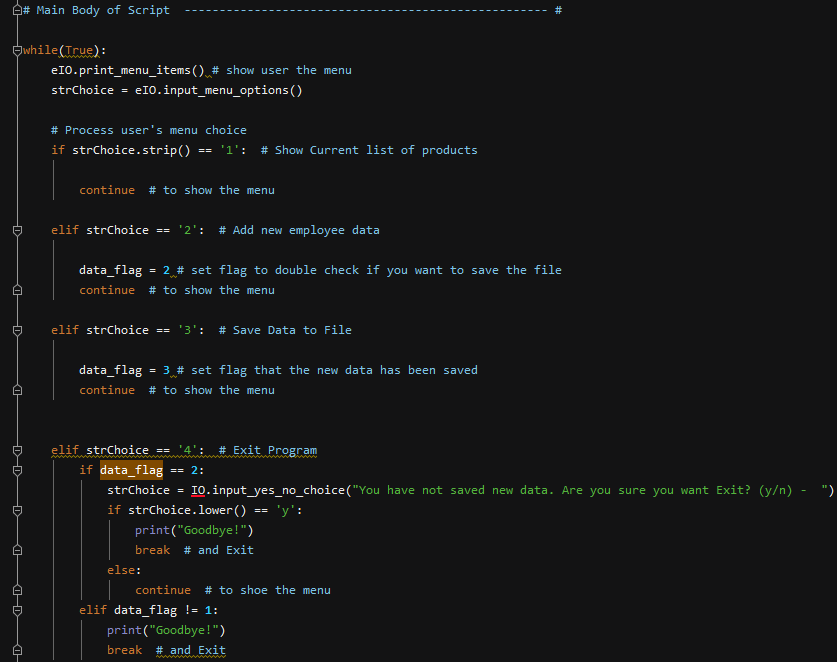 # Main Body of Script  ---------------------------------------------------- #
while(True):
eIO.print_menu_items() # show user the menu
strChoice = eIO.input_menu_options()
# Process user's menu choice
if strChoice.strip() == '1':  # Show Current list of products
continue  # to show the menu
elif strChoice == '2':  # Add new employee data
data_flag = 2 # set flag to double check if you want to save the file
continue  # to show the menu
elif strChoice == '3':  # Save Data to File
data_flag = 3 # set flag that the new data has been saved
continue  # to show the menu
elif strChoice == '4':  # Exit Program
if data_flag == 2:
strChoice = IO.input_yes_no_choice("You have not saved new data. Are you sure you want Exit? (y/n) -  ")
if strChoice.lower() == 'y':
print("Goodbye!")
break  # and Exit
else:
continue  # to shoe the menu
elif data_flag != 1:
print("Goodbye!")
break  # and Exit